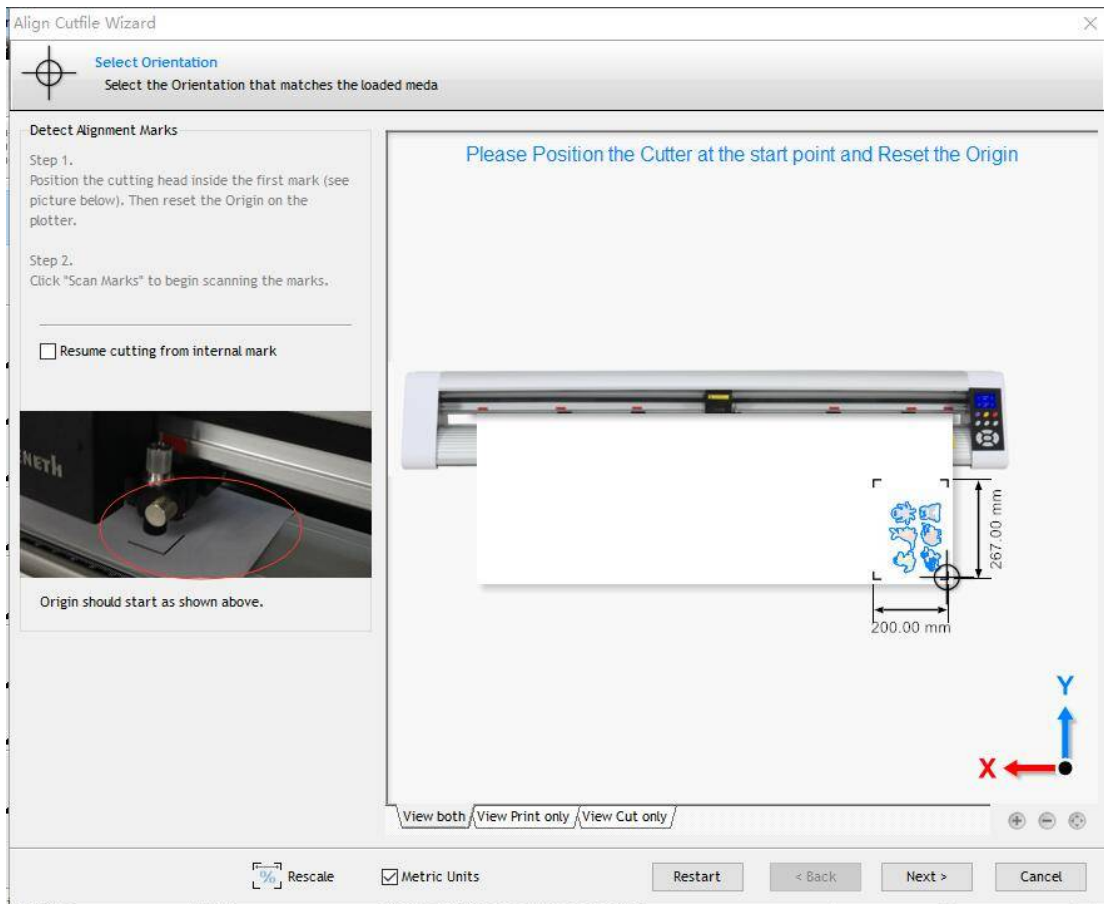 Align Cutfile Wizard
Select Orientation
Select the Orientation that matches the loaded meda
Detect Alignment Marks
Step 1.
Position the cutting head inside the first mark (see
picture below). Then reset the Origin on the
plotter.
Step 2.
Click "Scan Marks" to begin scanning the marks.
Resume cutting from internal mark
NETH
Origin should start as shown above.
Please Position the Cutter at the start point and Reset the Origin
267.00 mm
200.00 mm
Y
X
View both
View Print only
View Cut only
% Rescale
Metric Units
Restart
< Back
Next >
Cancel